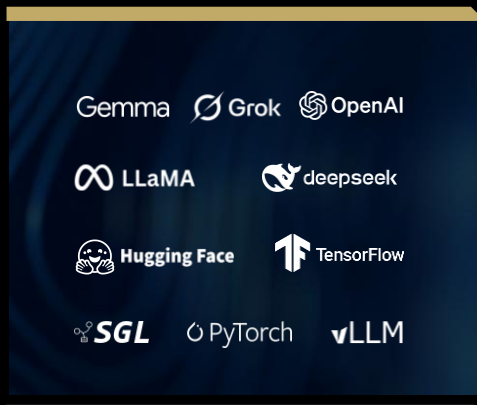 Gemma Grok OpenAI
LLaMA deepseek
Hugging Face TensorFlow
SGL PyTorch vLLM